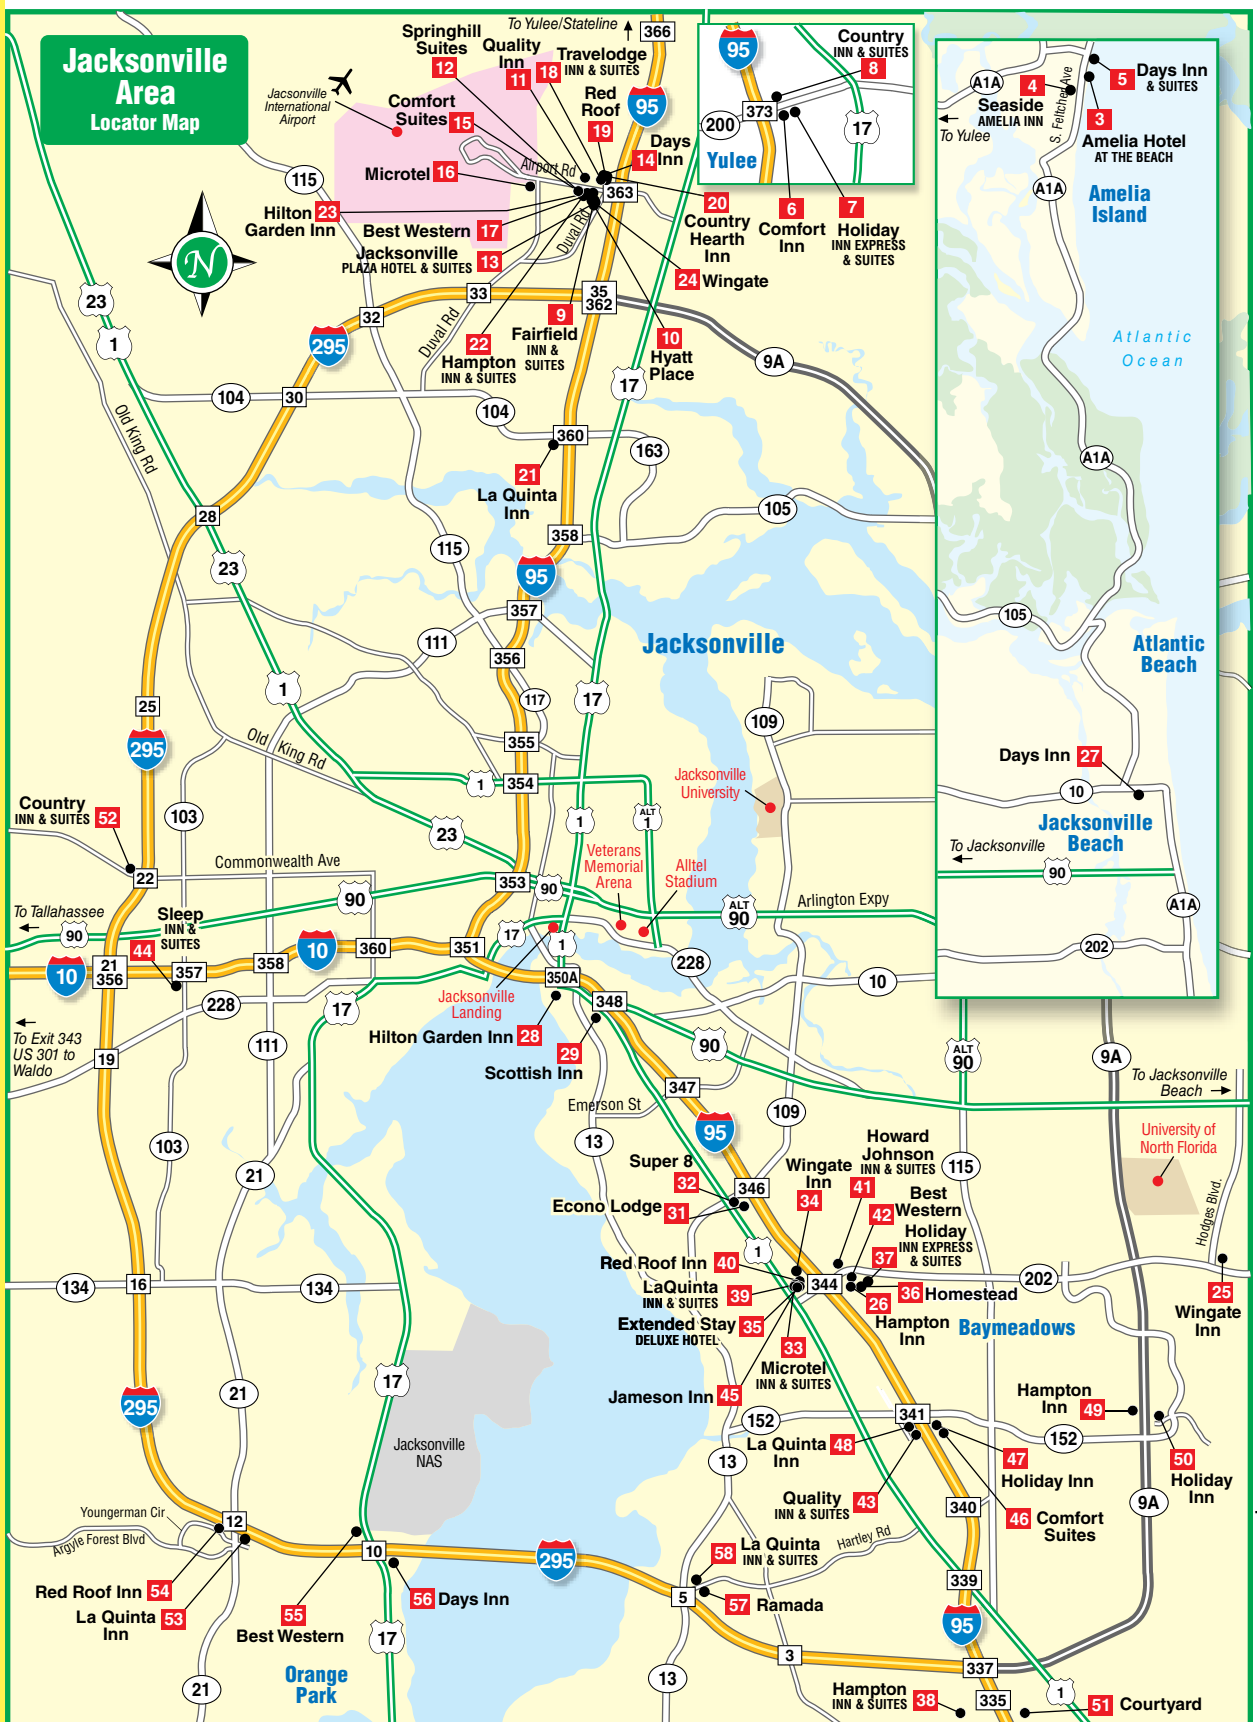 Jacksonville
Area
Locator Map
To Yulee/Stateline
366
Springhill
Suites
12
Quality
Inn
11
18
Travelodge
INN & SUITES
Jacsonville
International
Airport
Comfort
Suites
15
Red
Roof
19
95
Days
Inn
14
Airport Rd
Microtel
16
363
115
Hilton
Garden Inn
23
Best Western
17
Jacksonville
PLAZA HOTEL & SUITES
13
Duval Rd
20
Country
Hearth
Inn
24
Wingate
N
95
Country
INN & SUITES
8
373
200
17
Yulee
6
Comfort
Inn
7
Holiday
INN EXPRESS
& SUITES
A1A
4
Seaside
AMELIA INN
S. Feltcher Ave
5
Days Inn
& SUITES
3
Amelia Hotel
AT THE BEACH
To Yulee
A1A
Amelia
Island
Atlantic
Ocean
A1A
105
Atlantic
Beach
Days Inn
27
10
Jacksonville
Beach
To Jacksonville
90
A1A
202
23
1
33
32
35
362
295
Duval Rd
22
Hampton
INN & SUITES
9
Fairfield
INN &
SUITES
10
Hyatt
Place
9A
17
104
30
104
Old King Rd
360
163
21
La Quinta
Inn
28
105
358
115
23
95
357
111
Jacksonville
356
1
117
17
25
109
295
Old King Rd
355
354
1
Jacksonville
University
Country
INN & SUITES
52
103
23
1
ALT
1
Veterans
Memorial
Arena
Alltel
Stadium
Commonwealth Ave
22
353
90
90
ALT
90
Arlington Expy
To Tallahassee
90
Sleep
INN &
SUITES
44
10
360
351
17
1
10
21
356
357
358
228
350A
10
228
17
Jacksonville
Landing
348
Hilton Garden Inn
28
To Exit 343
US 301 to
Waldo
29
Scottish Inn
90
ALT
90
9A
19
111
347
To Jacksonville
Beach
Emerson St
13
109
95
103
University of
North Florida
21
Super 8
32
346
Wingate
Inn
34
Howard
Johnson
INN & SUITES
41
115
Econo Lodge
31
42
Best
Western
Holiday
INN EXPRESS
& SUITES
37
Hodges Blvd.
1
Red Roof Inn
40
134
16
134
LaQuinta
INN & SUITES
39
344
202
25
Wingate
Inn
36
Homestead
26
Hampton
Inn
Extended Stay
DELUXE HOTEL
35
Baymeadows
33
Microtel
INN & SUITES
17
21
Jameson Inn
45
295
Hampton
Inn
49
341
152
152
La Quinta
Inn
48
Jacksonville
NAS
13
47
Holiday Inn
50
Holiday
Inn
Quality
INN & SUITES
43
340
46
Comfort
Suites
9A
Youngerman Cir
12
Argyle Forest Blvd
Hartley Rd
58
La Quinta
INN & SUITES
10
295
339
Red Roof Inn
54
La Quinta
Inn
53
56
Days Inn
5
57
Ramada
55
Best Western
17
95
3
337
Orange
Park
21
13
Hampton
INN & SUITES
38
335
1
51
Courtyard